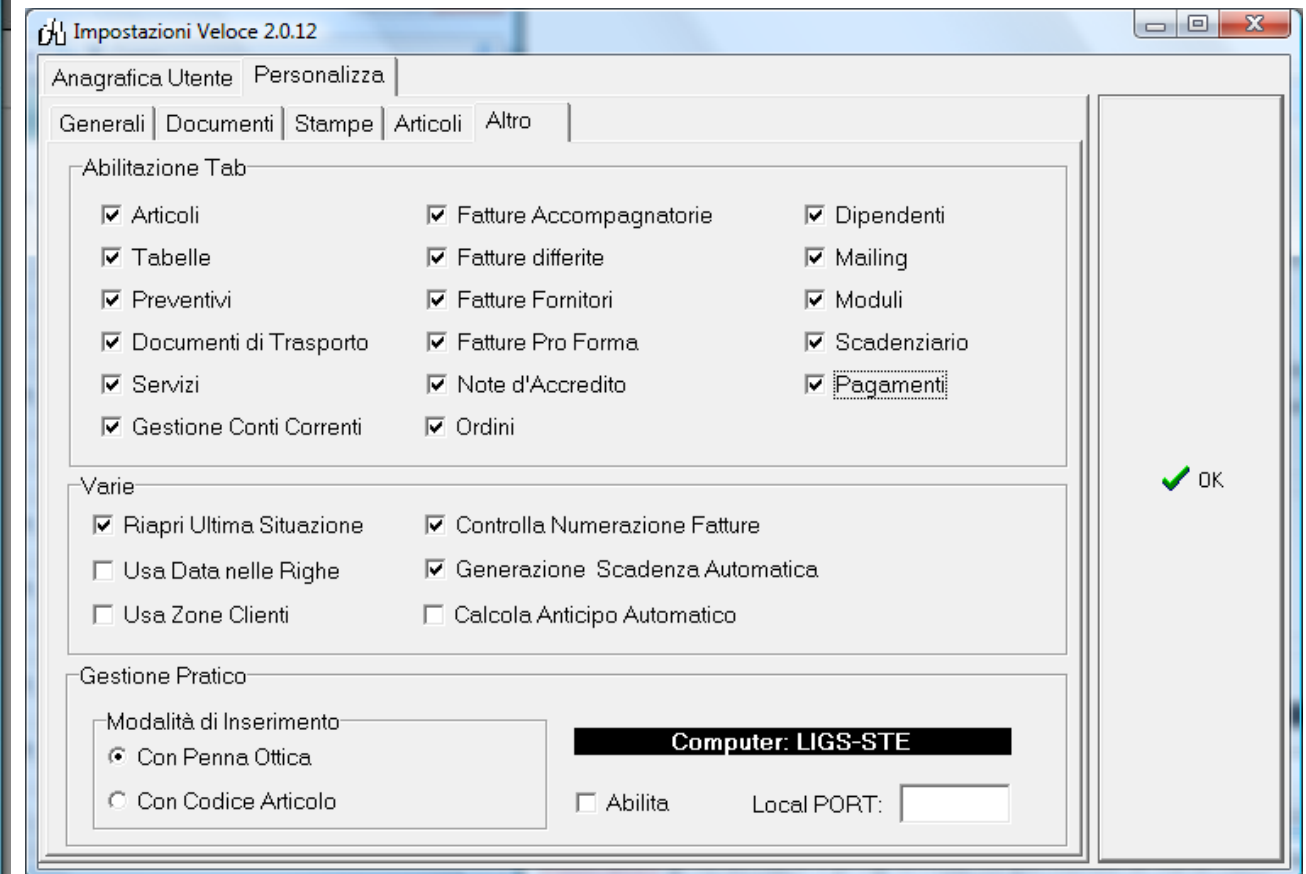 Impostazioni Veloce 2.0.12
Anagrafica Utente Personalizza
Generali Documenti Stampe Articoli Altro
Abilitazione Tab
Articoli Fatture Accompagnatorie Dipendenti
Tabelle Fatture differite Mailing
Preventivi Fatture Fornitori Moduli
Documenti di Trasporto Fatture Pro Forma Scadenziario
Servizi Note d'Accredito Pagamenti
Gestione Conti Correnti Ordini
OK
Varie
Riapri Ultima Situazione Controlla Numerazione Fatture
Usa Data nelle Righe Generazione Scadenza Automatica
Usa Zone Clienti Calcola Anticipo Automatico
Gestione Pratico
Modalità di Inserimento
Con Penna Ottica
Con Codice Articolo
Computer: LIGS-STE
Abilita Local PORT: